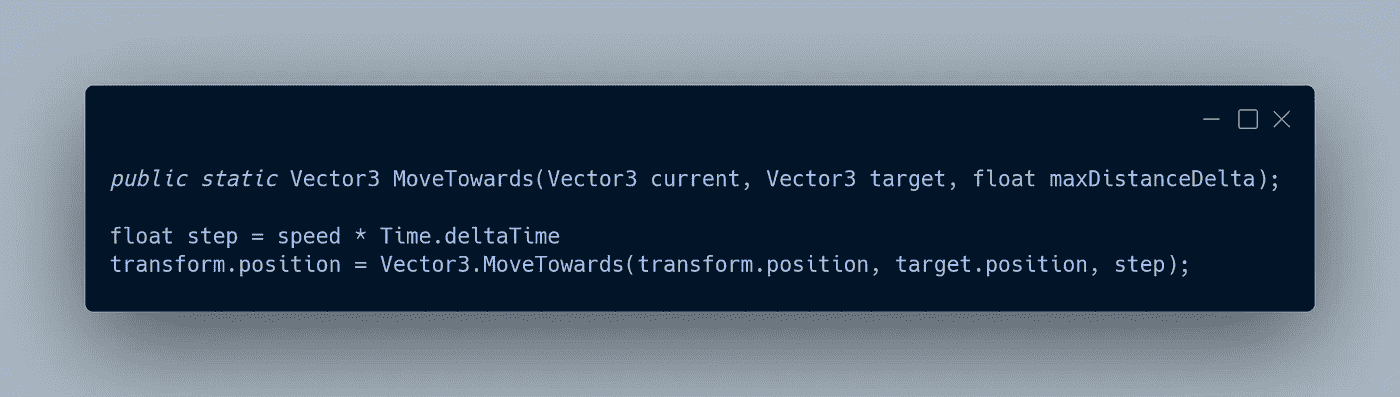 public static Vector3 MoveTowards(Vector3 current, Vector3 target, float maxDistanceDelta);
float step = speed * Time.deltaTime
transform.position = Vector3.MoveTowards(transform.position, target.position, step);